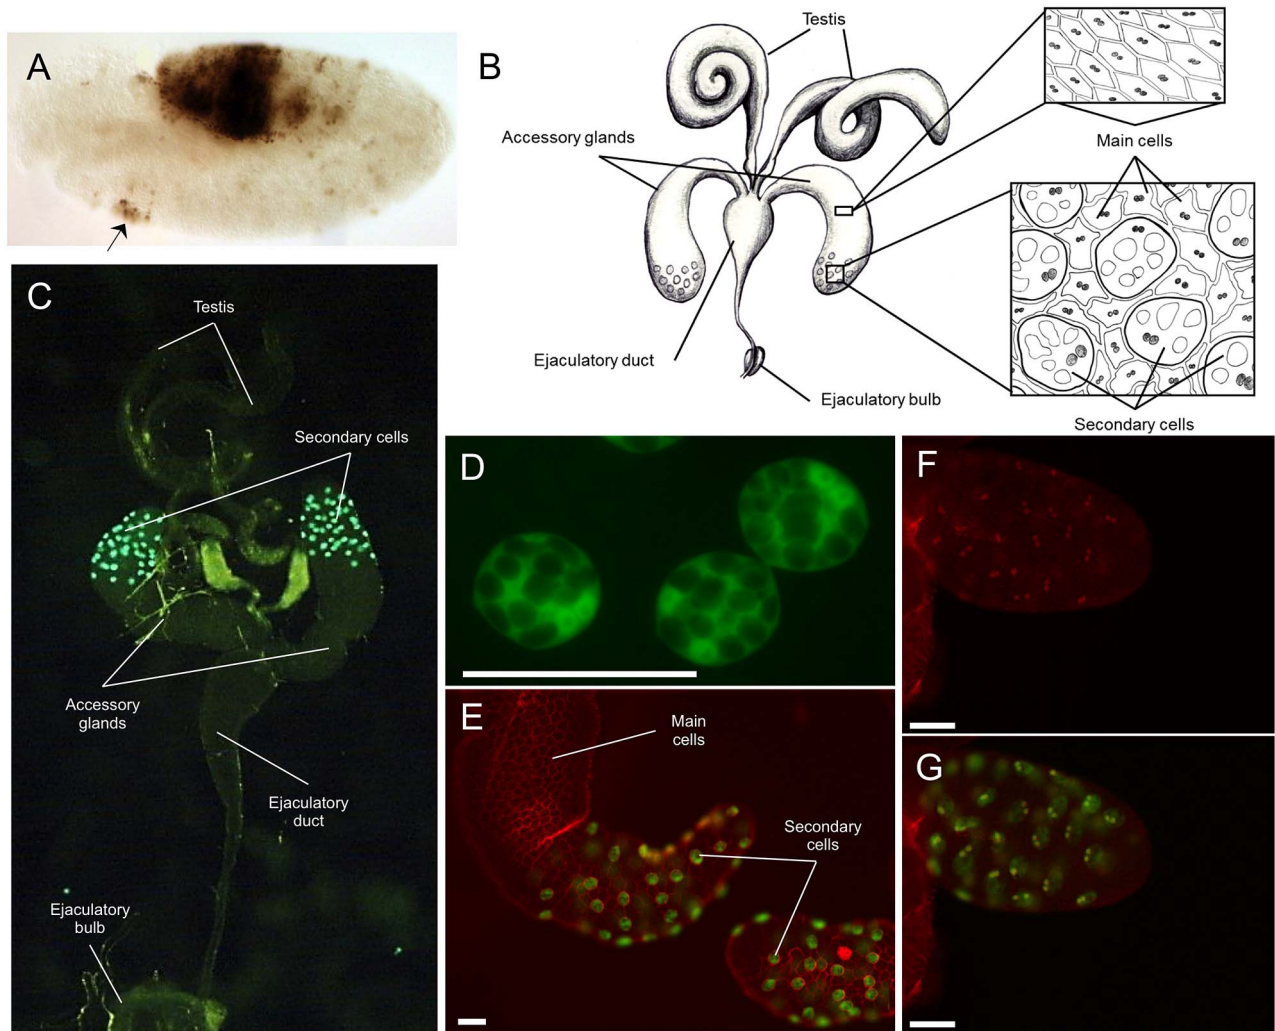 A
B
Testis
Accessory glands
Main cells
Ejaculatory duct
Ejaculatory bulb
Secondary cells
C
Testis
Secondary cells
Accessory
glands
Ejaculatory
duct
Ejaculatory
bulb
D
E
Main
cells
Secondary
cells
F
G